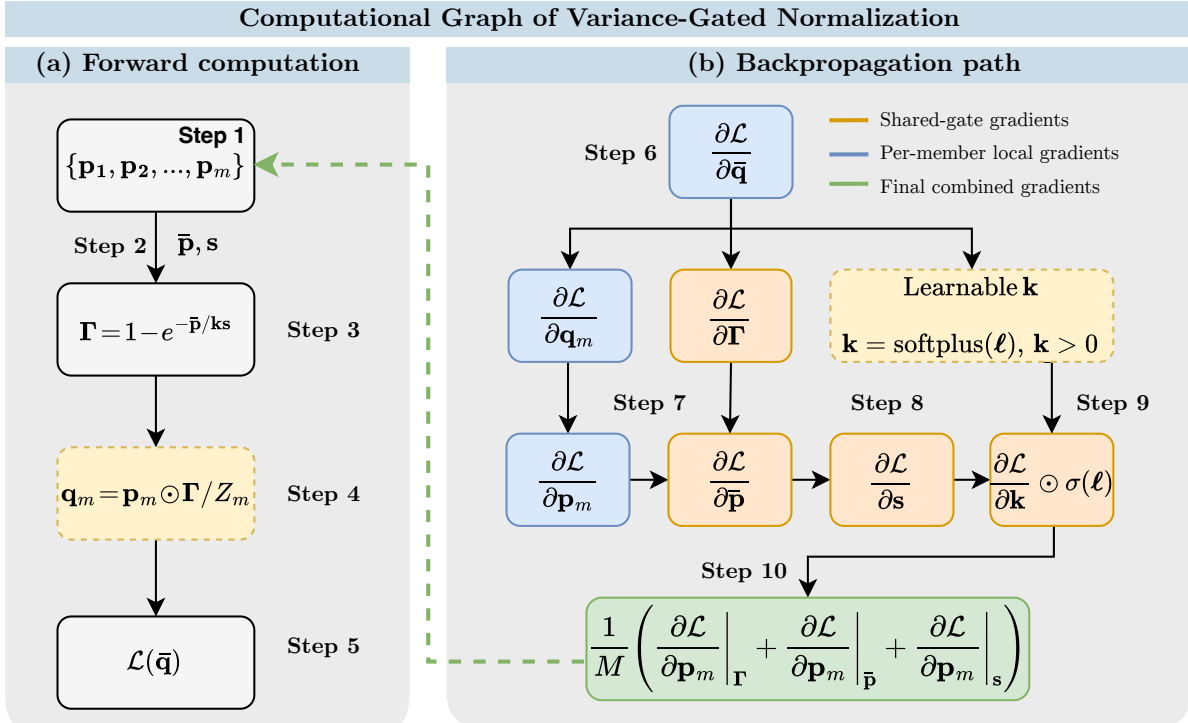 Computational Graph of Variance-Gated Normalization
(a) Forward computation
Step 1
{p₁, p₂, ..., pₘ}
Step 2
p̄, s
Γ = 1 − e^{−p̄/ks}
Step 3
qₘ = pₘ ⊙ Γ/Zₘ
Step 4
ℒ(q̄)
Step 5
(b) Backpropagation path
Step 6
∂ℒ/∂q̄
Shared-gate gradients
Per-member local gradients
Final combined gradients
∂ℒ/∂qₘ
∂ℒ/∂Γ
Learnable k
k = softplus(ℓ), k > 0
Step 7
Step 8
Step 9
∂ℒ/∂pₘ
∂ℒ/∂p̄
∂ℒ/∂s
∂ℒ/∂k ⊙ σ(ℓ)
Step 10
1/M (∂ℒ/∂pₘ|_Γ + ∂ℒ/∂pₘ|_p̄ + ∂ℒ/∂pₘ|_s)